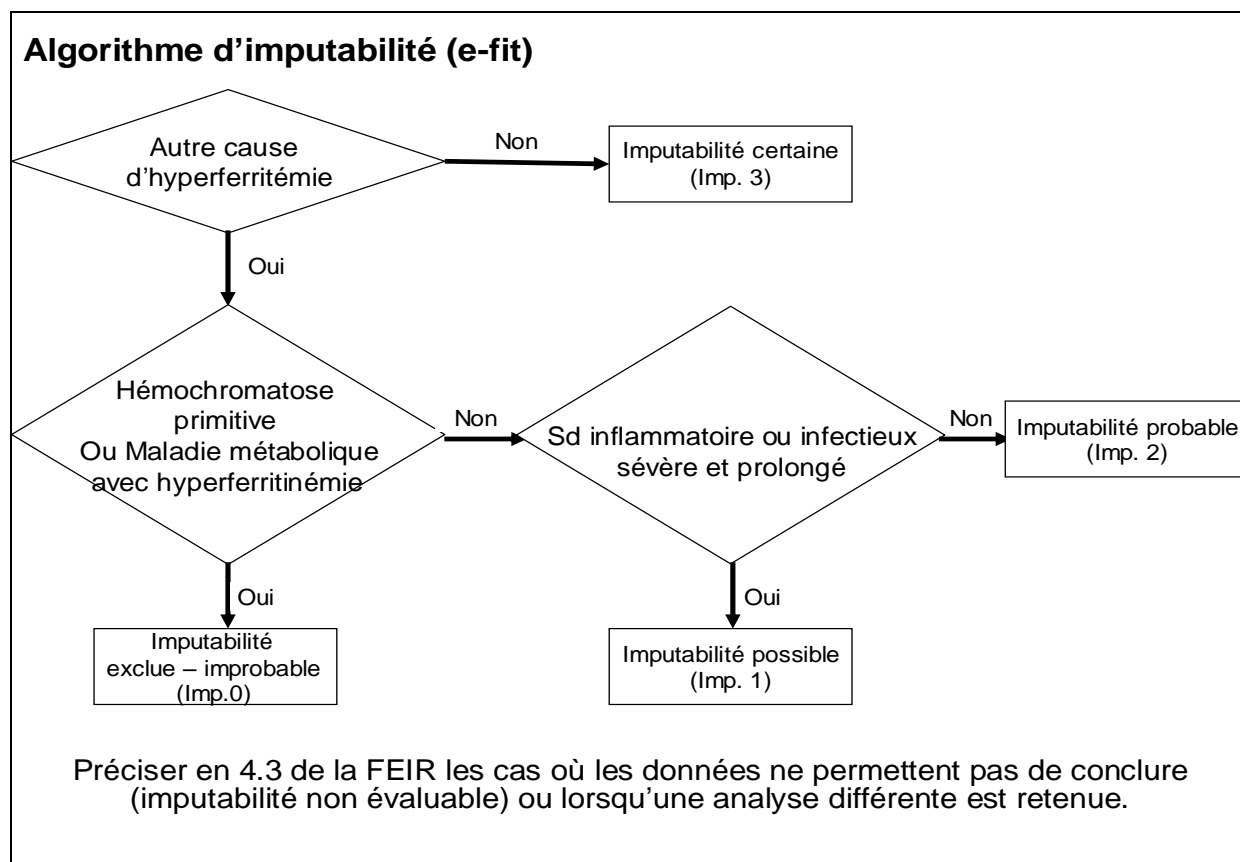 Algorithme d'imputabilité (e-fit)
Autre cause
d'hyperferritémie
Non
Imputabilité certaine
(Imp. 3)
Oui
Hémochromatose
primitive
Ou Maladie métabolique
avec hyperferritinémie
Non
Sd inflammatoire ou infectieux
sévère et prolongé
Non
Imputabilité probable
(Imp. 2)
Oui
Imputabilité
exclue – improbable
(Imp.0)
Oui
Imputabilité possible
(Imp. 1)
Préciser en 4.3 de la FEIR les cas où les données ne permettent pas de conclure
(imputabilité non évaluable) ou lorsqu'une analyse différente est retenue.